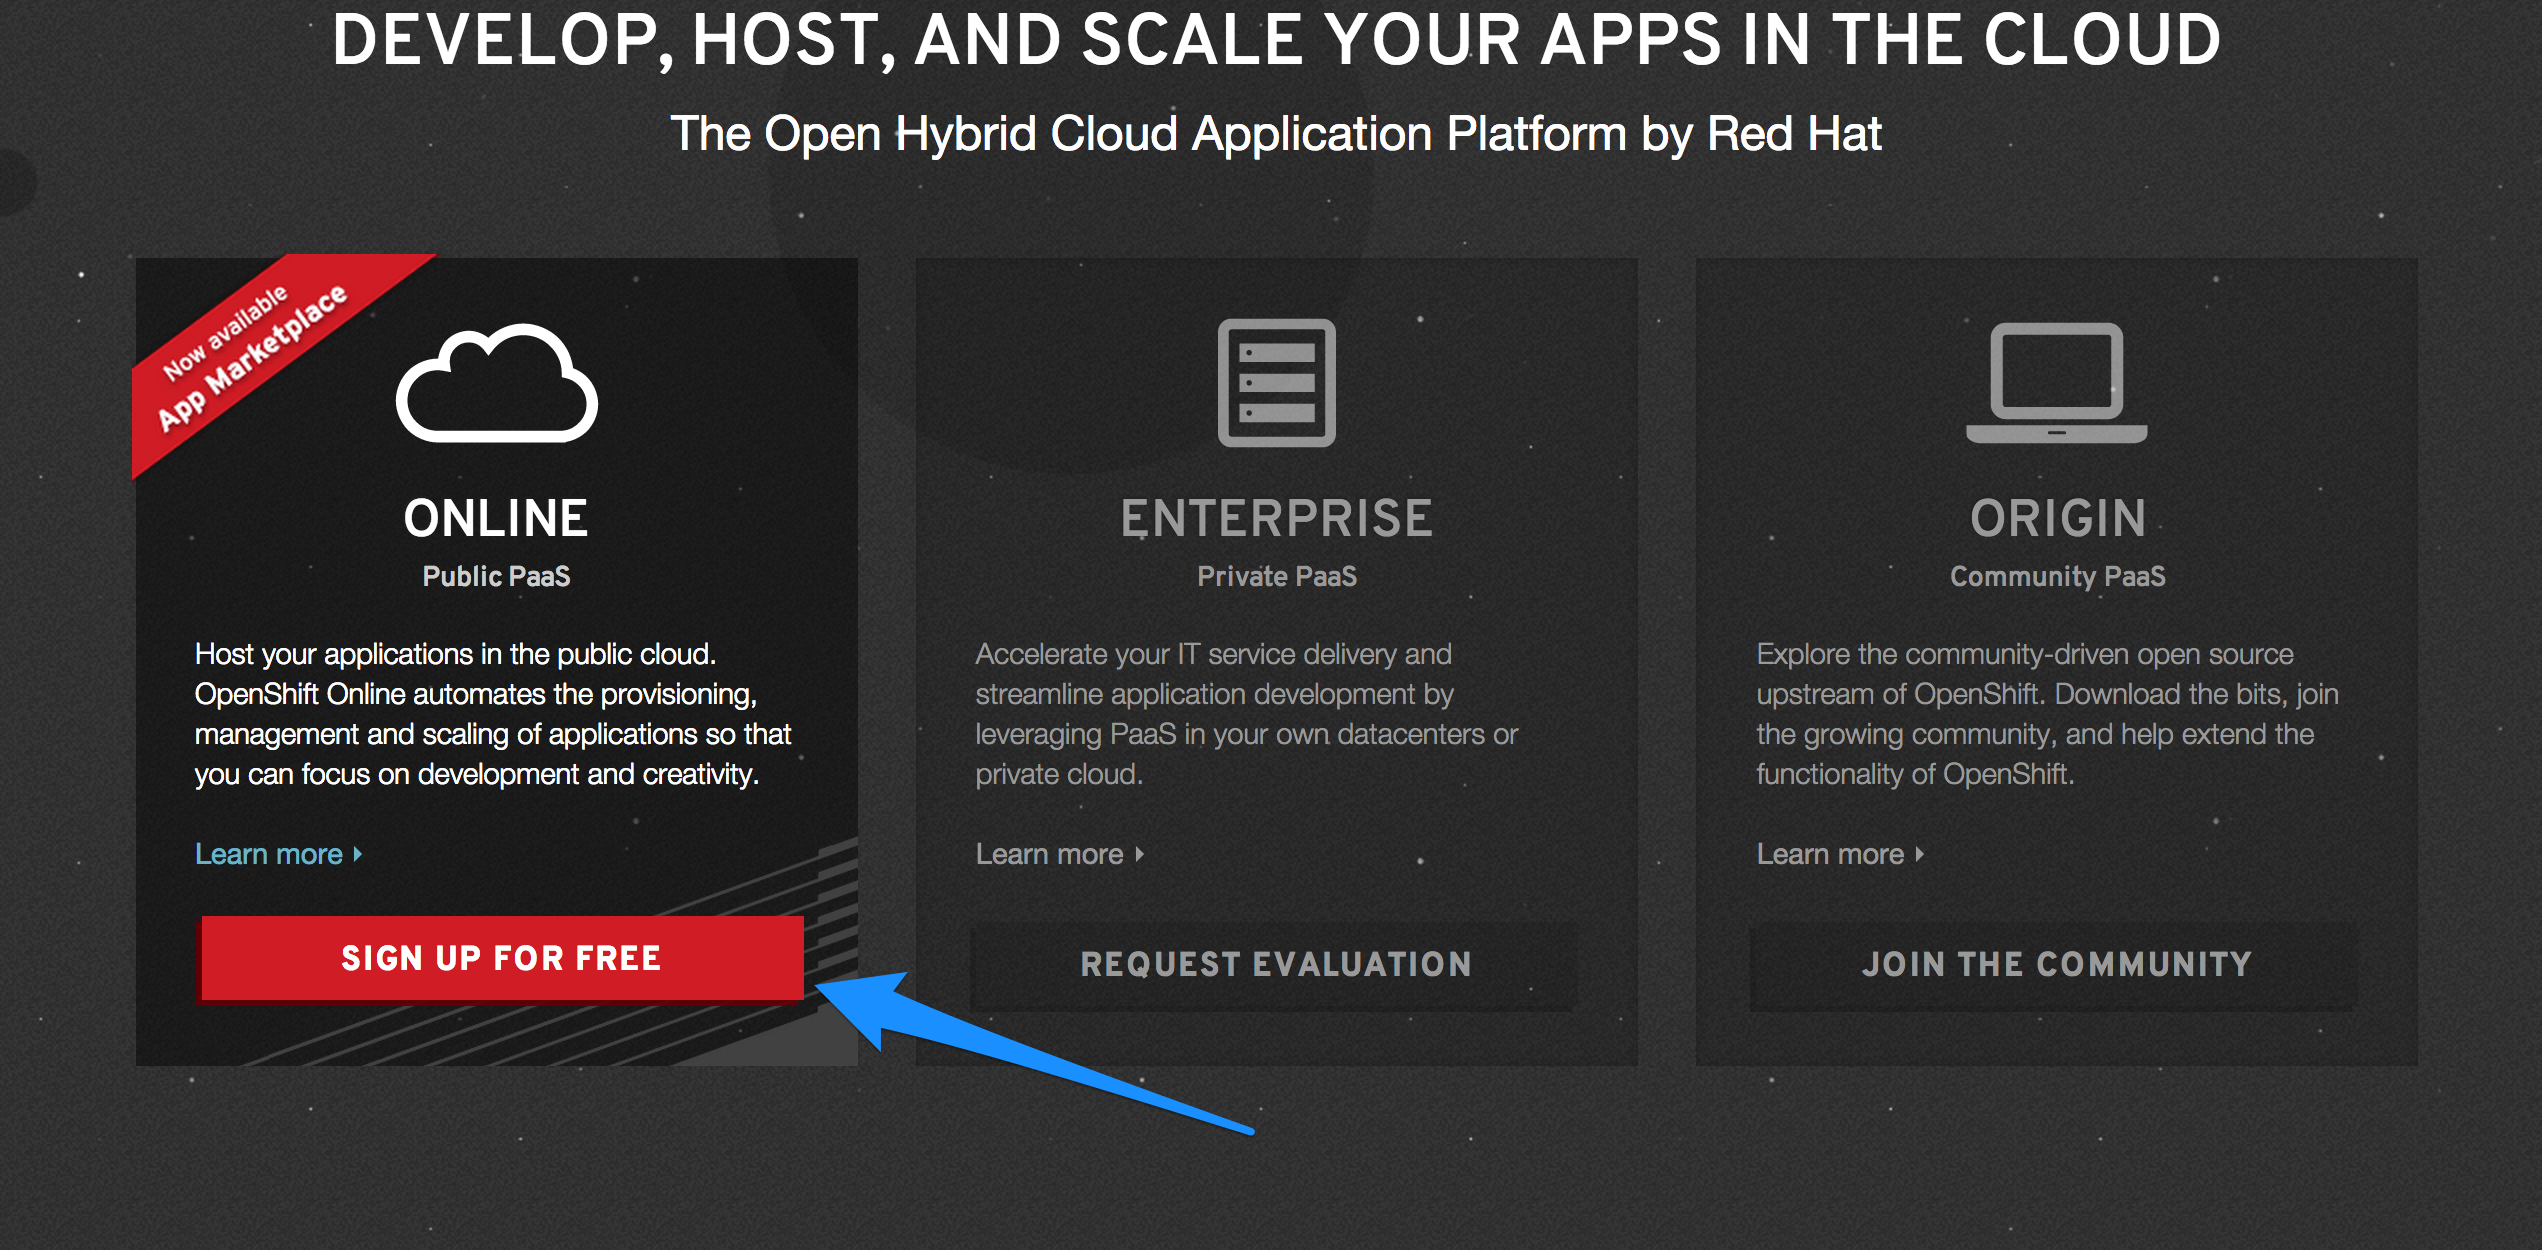 DEVELOP, HOST, AND SCALE YOUR APPS IN THE CLOUD
The Open Hybrid Cloud Application Platform by Red Hat
Now available
App Marketplace
ONLINE
Public PaaS
Host your applications in the public cloud.
OpenShift Online automates the provisioning,
management and scaling of applications so that
you can focus on development and creativity.
Learn more
SIGN UP FOR FREE
ENTERPRISE
Private PaaS
Accelerate your IT service delivery and
streamline application development by
leveraging PaaS in your own datacenters or
private cloud.
Learn more
REQUEST EVALUATION
ORIGIN
Community PaaS
Explore the community-driven open source
upstream of OpenShift. Download the bits, join
the growing community, and help extend the
functionality of OpenShift.
Learn more
JOIN THE COMMUNITY